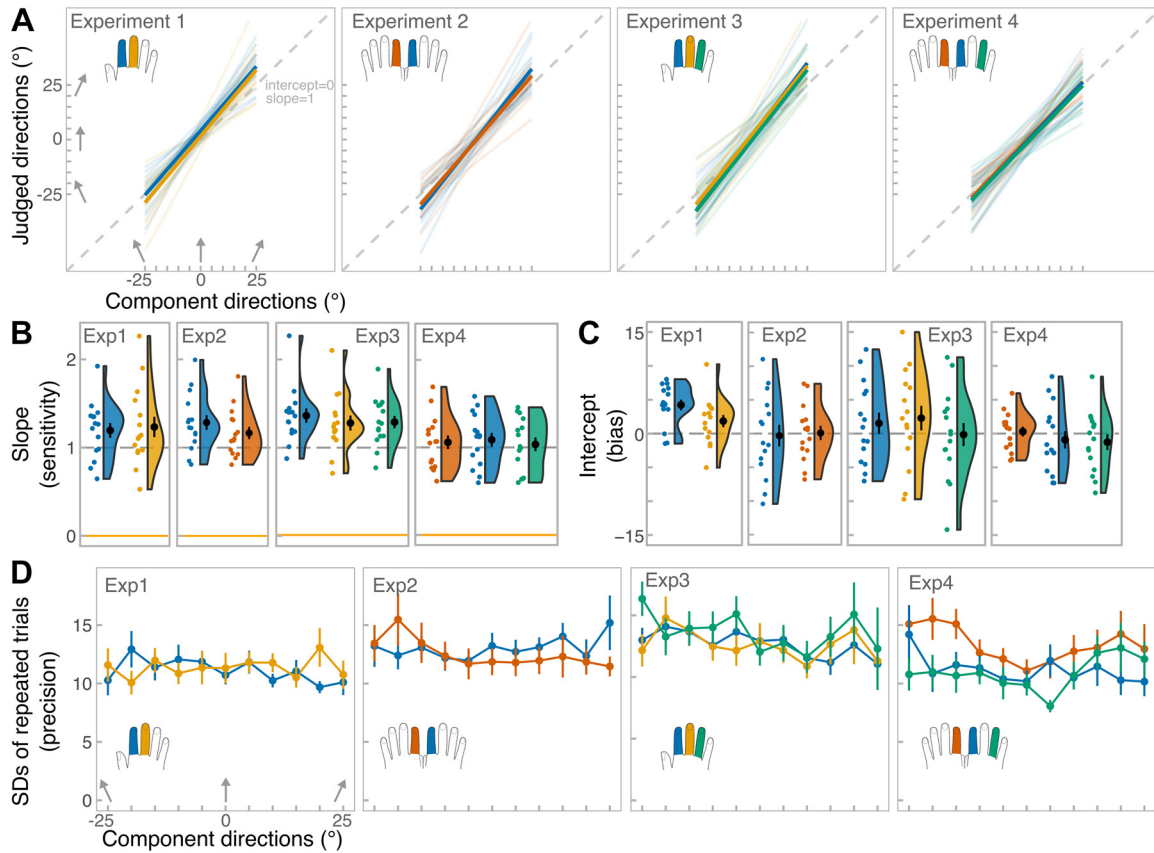 A
Experiment 1
Experiment 2
Experiment 3
Experiment 4
Judged directions (°)
25
0
-25
intercept=0
slope=1
-25
0
25
Component directions (°)
B
Exp1
Exp2
Exp3
Exp4
Slope
(sensitivity)
2
1
0
C
Exp1
Exp2
Exp3
Exp4
Intercept
(bias)
15
0
−15
D
Exp1
Exp2
Exp3
Exp4
SDs of repeated trials
(precision)
15
10
5
0
-25
0
25
Component directions (°)